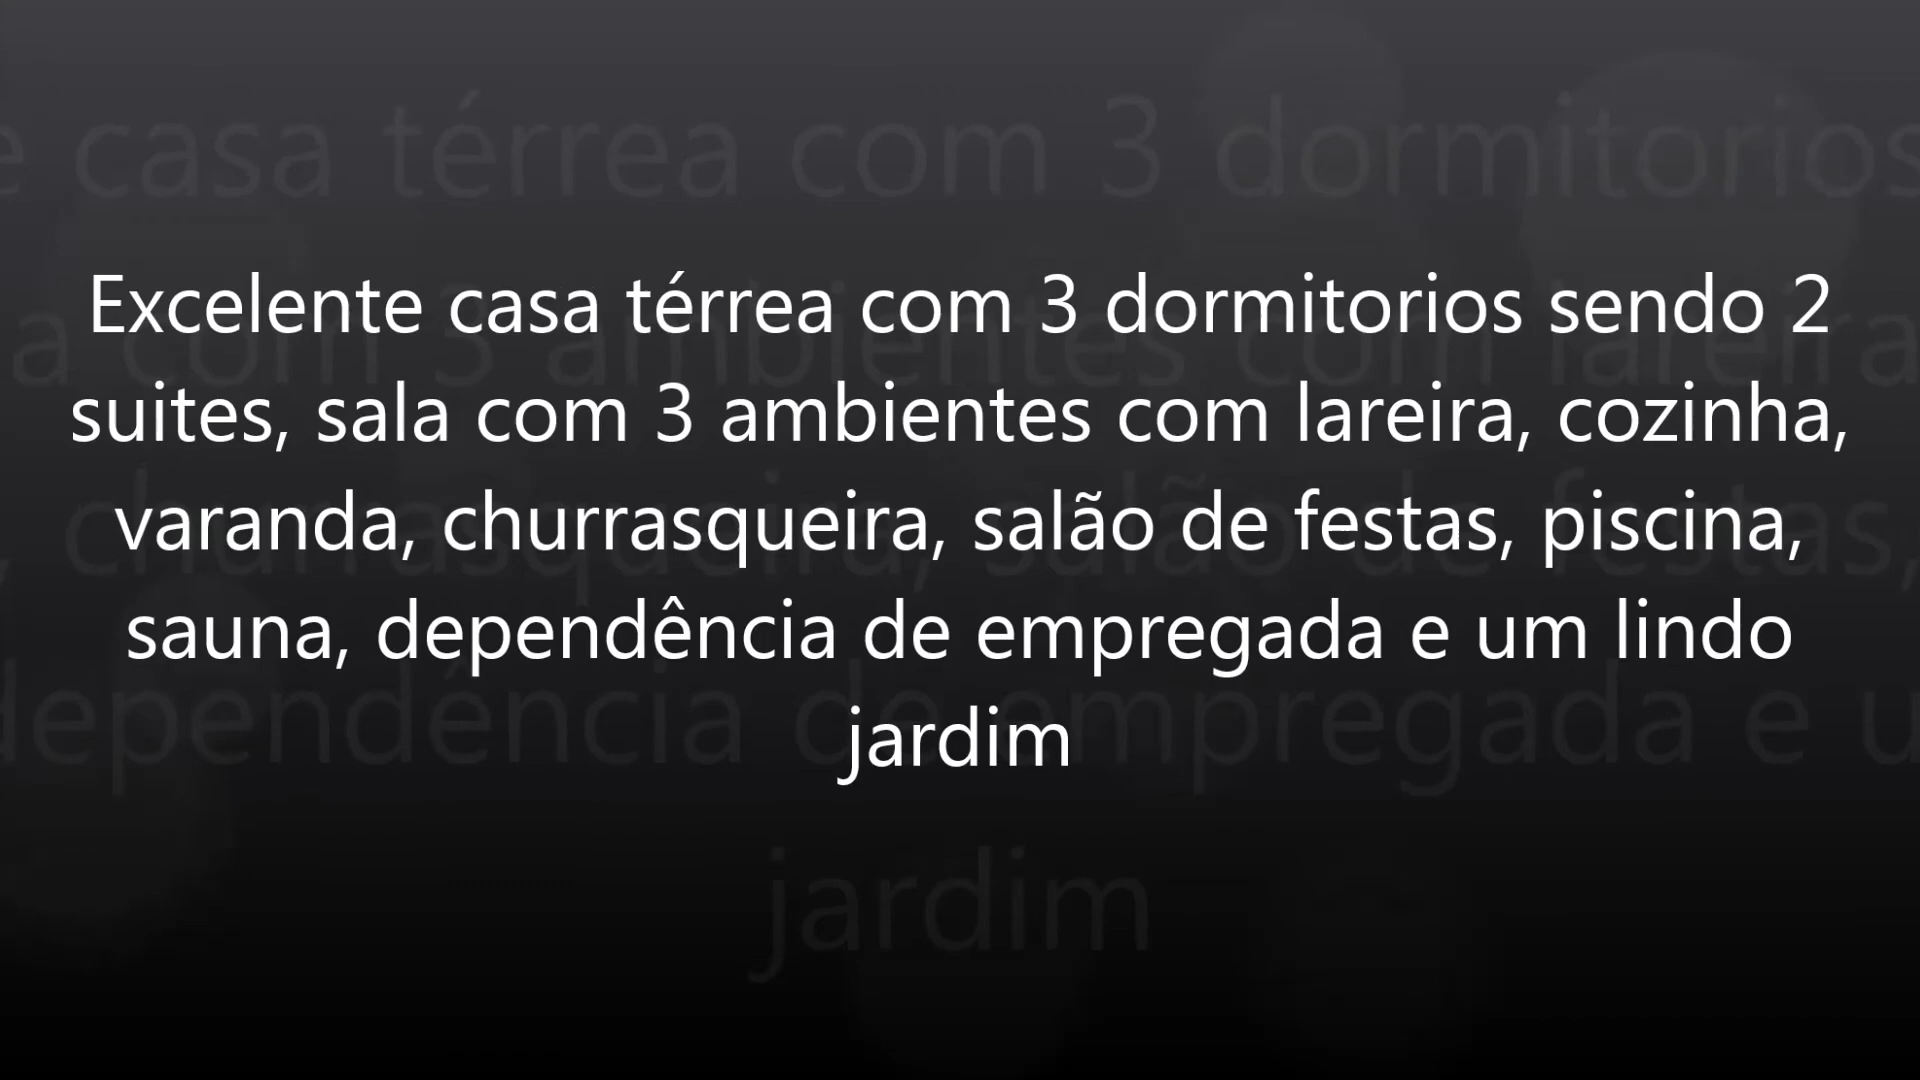 Excelente casa térrea com 3 dormitorios sendo 2
suites, sala com 3 ambientes com lareira, cozinha,
varanda, churrasqueira, salão de festas, piscina,
sauna, dependência de empregada e um lindo
jardim